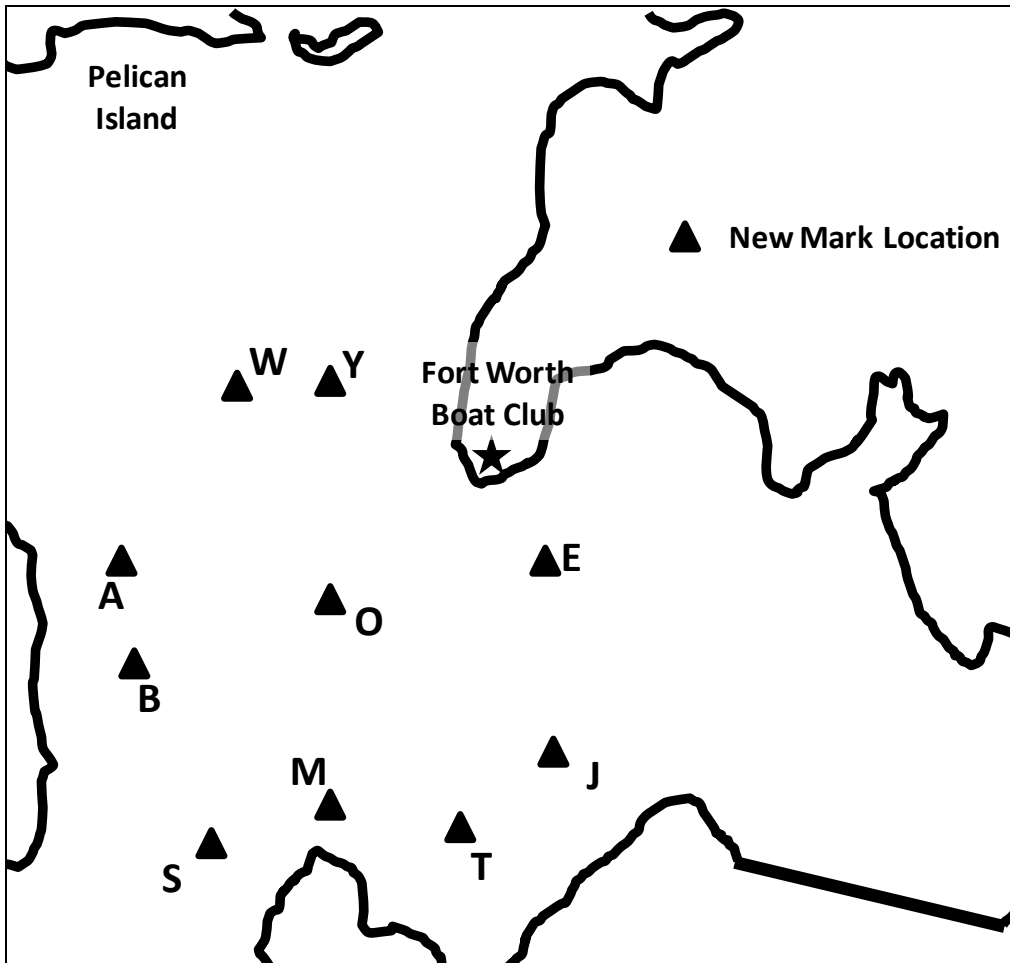 Pelican
Island
New Mark Location
W
Y
Fort Worth
Boat Club
A
E
O
B
M
J
S
T